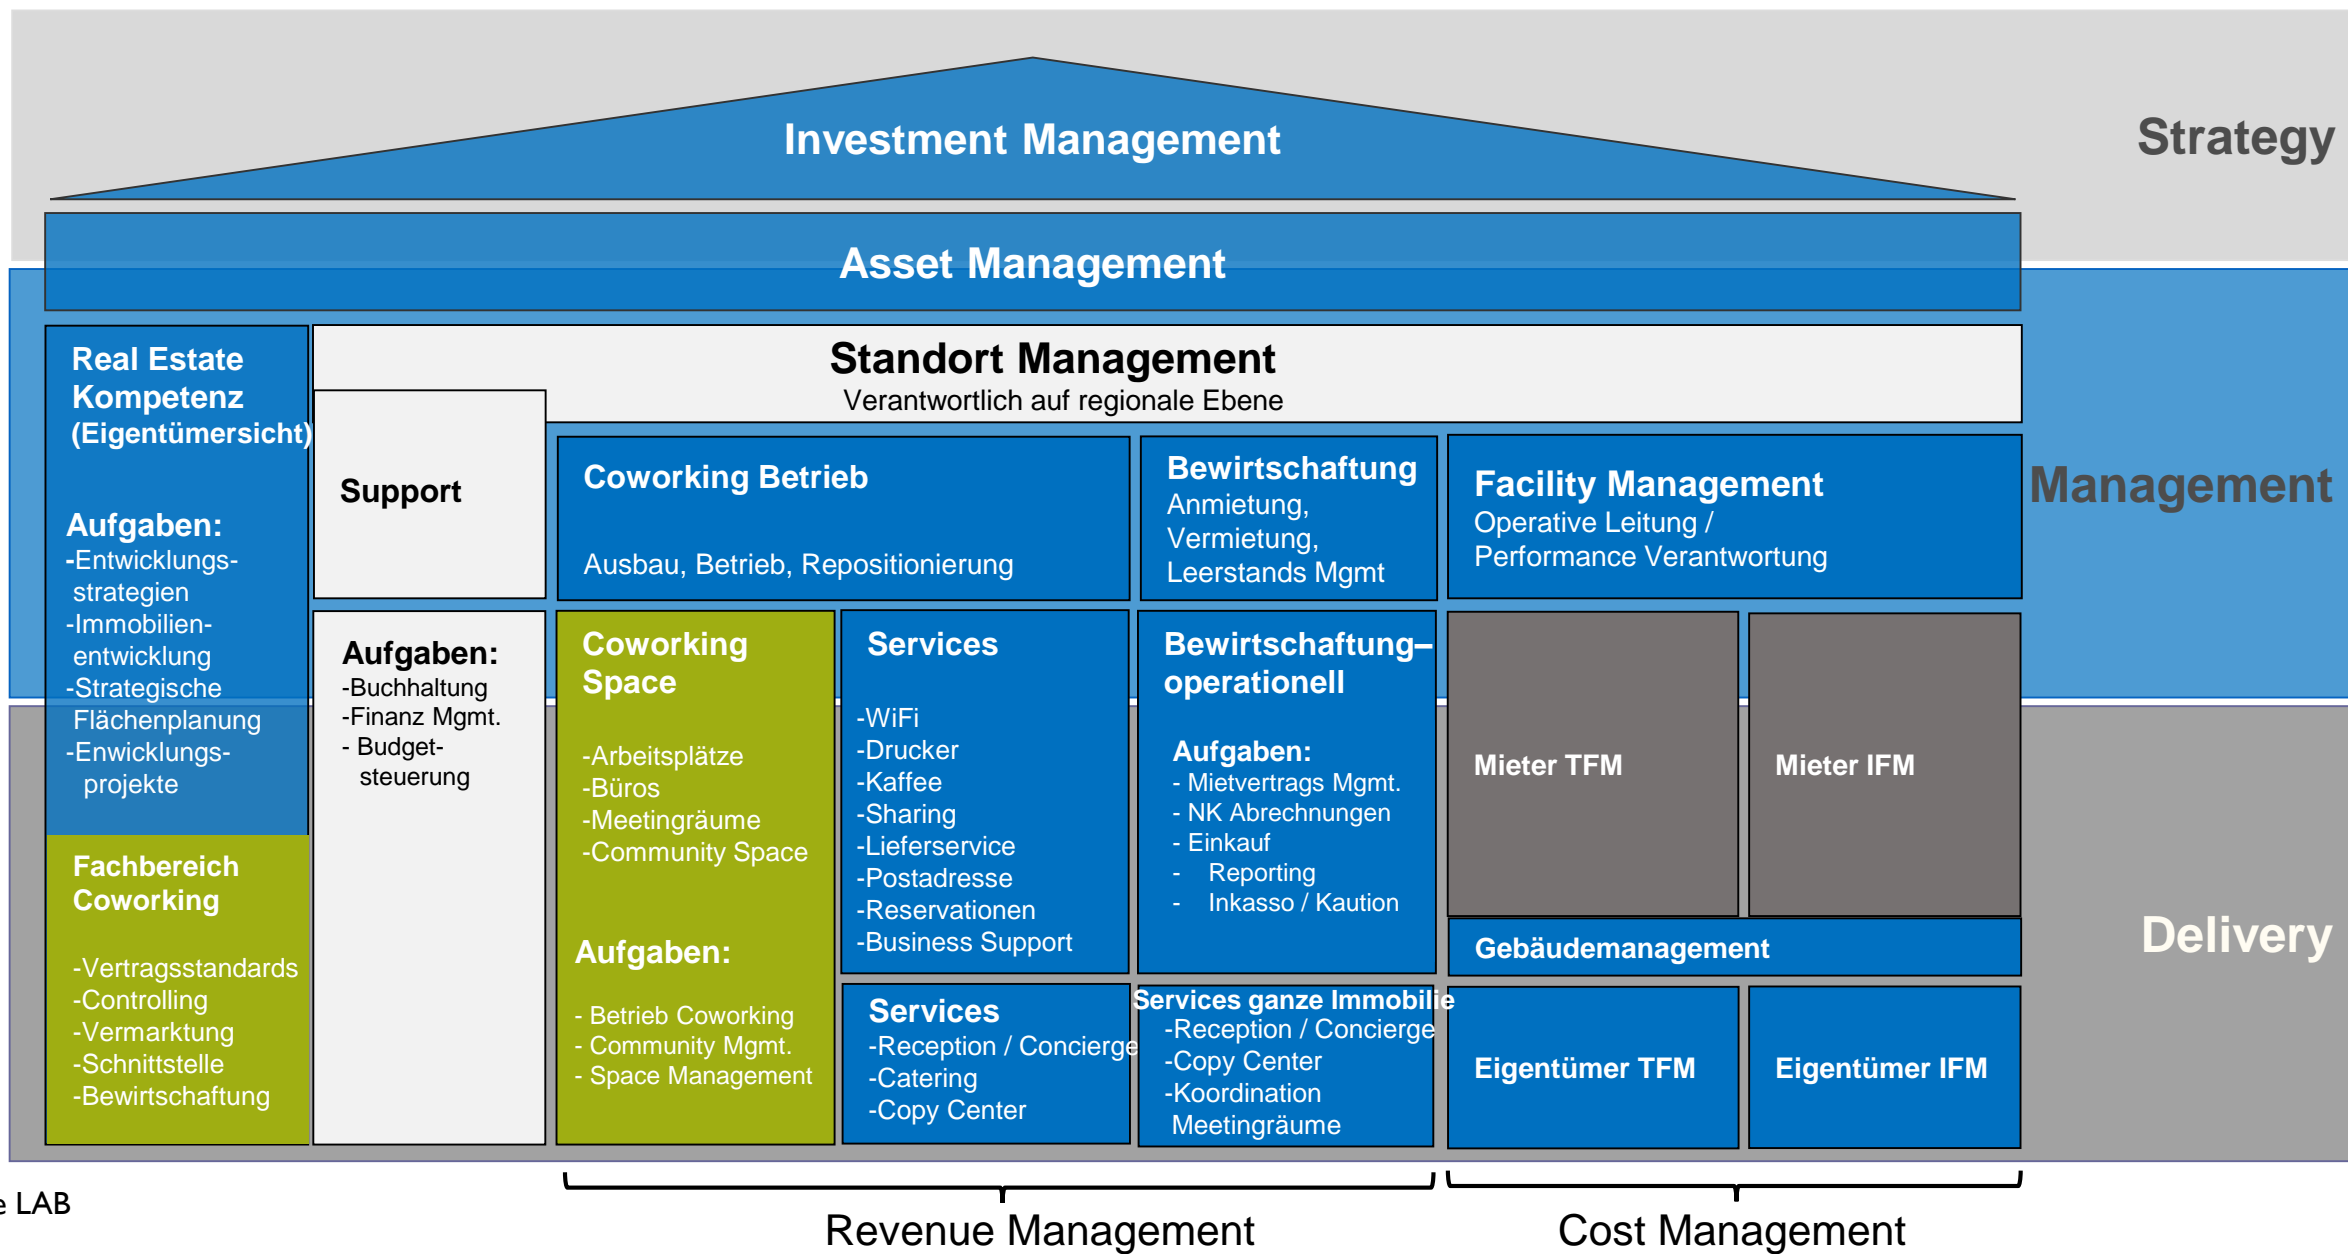 Investment Management
Strategy
Asset Management
Real Estate
Kompetenz
(Eigentümersicht)
Aufgaben:
-Entwicklungs-
strategien
-Immobilien-
entwicklung
-Strategische
Flächenplanung
-Enwicklungs-
projekte
Fachbereich
Coworking
-Vertragsstandards
-Controlling
-Vermarktung
-Schnittstelle
-Bewirtschaftung
Standort Management
Verantwortlich auf regionale Ebene
Support
Aufgaben:
-Buchhaltung
-Finanz Mgmt.
- Budget-
steuerung
Coworking Betrieb
Ausbau, Betrieb, Repositionierung
Coworking
Space
-Arbeitsplätze
-Büros
-Meetingräume
-Community Space
Aufgaben:
- Betrieb Coworking
- Community Mgmt.
- Space Management
Services
-WiFi
-Drucker
-Kaffee
-Sharing
-Lieferservice
-Postadresse
-Reservationen
-Business Support
Services
-Reception / Concierge
-Catering
-Copy Center
Bewirtschaftung
Anmietung,
Vermietung,
Leerstands Mgmt
Bewirtschaftung–
operationell
Aufgaben:
- Mietvertrags Mgmt.
- NK Abrechnungen
- Einkauf
- Reporting
- Inkasso / Kaution
Services ganze Immobilie
-Reception / Concierge
-Copy Center
-Koordination
Meetingräume
Facility Management
Operative Leitung /
Performance Verantwortung
Mieter TFM
Mieter IFM
Gebäudemanagement
Eigentümer TFM
Eigentümer IFM
Management
Delivery
e LAB
Revenue Management
Cost Management